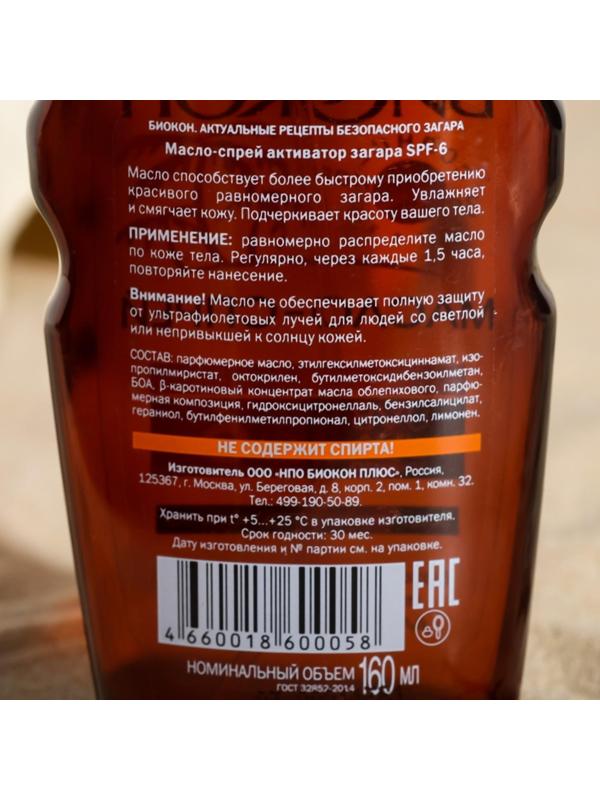 БИОКОН. АКТУАЛЬНЫЕ РЕЦЕПТЫ БЕЗОПАСНОГО ЗАГАРА
Масло-спрей активатор загара SPF-6
Масло способствует более быстрому приобретению
красивого равномерного загара. Увлажняет
и смягчает кожу. Подчеркивает красоту вашего тела.
ПРИМЕНЕНИЕ: равномерно распределите масло
по коже тела. Регулярно, через каждые 1,5 часа,
повторяйте нанесение.
Внимание! Масло не обеспечивает полную защиту
от ультрафиолетовых лучей для людей со светлой
или непривыкшей к солнцу кожей.
СОСТАВ: парфюмерное масло, этилгексилметоксициннамат, изо-
пропилмиристат, октокрилен, бутилметоксидибензоилметан,
БОА, β-каротиновый концентрат масла облепихового, парфю-
мерная композиция, гидроксицитронеллаль, бензилсалицилат,
гераниол, бутилфенилметилпропионал, цитронеллол, лимонен.
НЕ СОДЕРЖИТ СПИРТА!
Изготовитель ООО «НПО БИОКОН ПЛЮС», Россия,
125367, г. Москва, ул. Береговая, д. 8, корп. 2, пом. 1, комн. 32.
Тел.: 499-190-50-89.
Хранить при t° +5...+25 °C в упаковке изготовителя.
Срок годности: 30 мес.
Дату изготовления и № партии см. на упаковке.
EAC
4 660018 600058
НОМИНАЛЬНЫЙ ОБЪЕМ 160 МЛ
ГОСТ 32852-2014